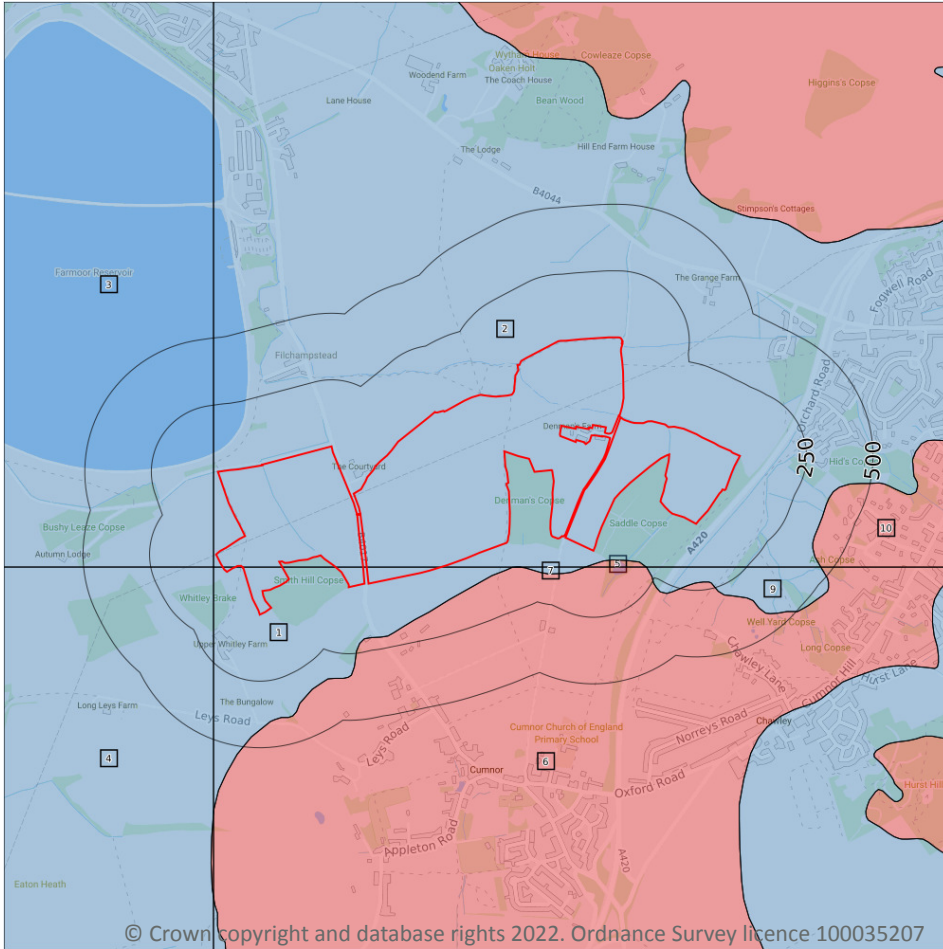 Wytham House
Oaken Holt
The Coach House
Cowleaze Copse
Woodend Farm
Higgins's Copse
Lane House
Bean Wood
The Lodge
Hill End Farm House
B4044
Stimpson's Cottages
Farmoor Reservoir
3
The Grange Farm
Fogwell Road
2
Filchampstead
Orchard Road
Denman's Farm
250
500
Hid's Copse
The Courtyard
Denman's Copse
Saddle Copse
Bushy Leaze Copse
10
A420
Autumn Lodge
Ash Copse
5
7
Smith Hill Copse
9
Whitley Brake
Well Yard Copse
1
Upper Whitley Farm
Chawley Lane
Long Copse
Cumnor Hill
Hurst Lane
The Bungalow
Long Leys Farm
Leys Road
Leys Road
Norreys Road
Chawley
Cumnor Church of England
Primary School
4
6
Cumnor
Oxford Road
Hurst Hill
Appleton Road
A420
Eaton Heath
© Crown copyright and database rights 2022. Ordnance Survey licence 100035207